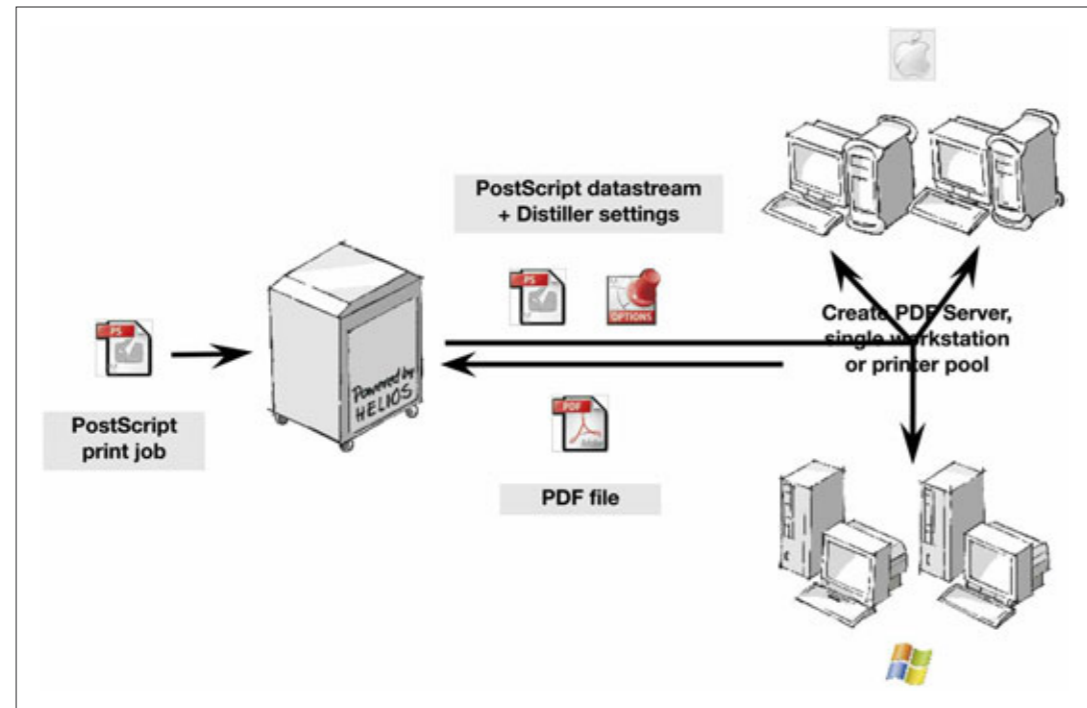 PostScript datastream
+ Distiller settings
PS
OPTIONS
Create PDF Server,
single workstation
or printer pool
PS
Powered by
HELIOS
PostScript
print job
PDF
Adobe
PDF file